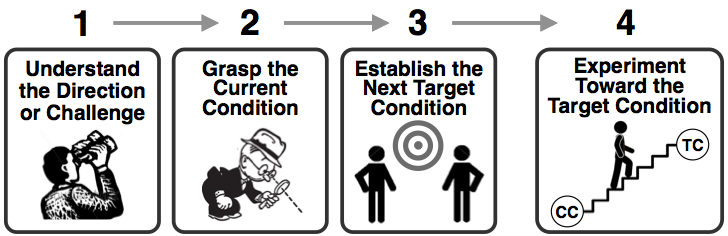 1
2
3
4
Understand
the Direction
or Challenge
Grasp the
Current
Condition
Establish the
Next Target
Condition
Experiment
Toward the
Target Condition
TC
CC